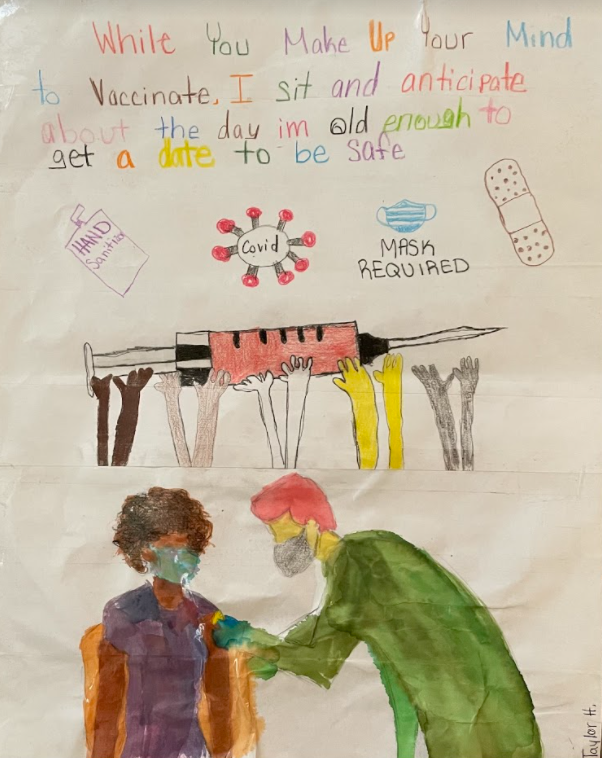 While You Make Up Your Mind
to Vaccinate, I sit and anticipate
about the day im old enough to
get a date to be safe
HAND
Sanitizer
Covid
MASK
REQUIRED
Taylor H.